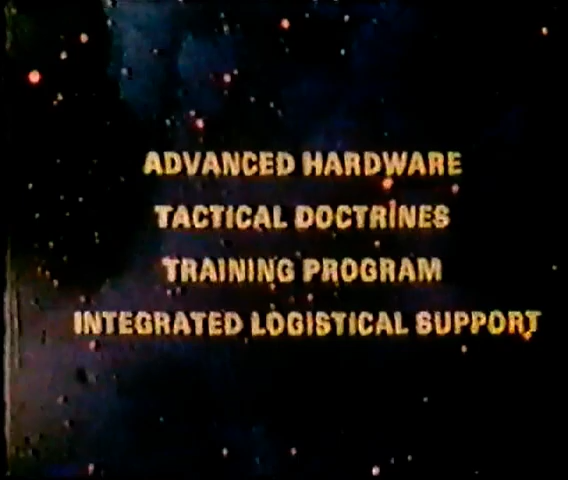 ADVANCED HARDWARE
TACTICAL DOCTRINES
TRAINING PROGRAM
INTEGRATED LOGISTICAL SUPPORT